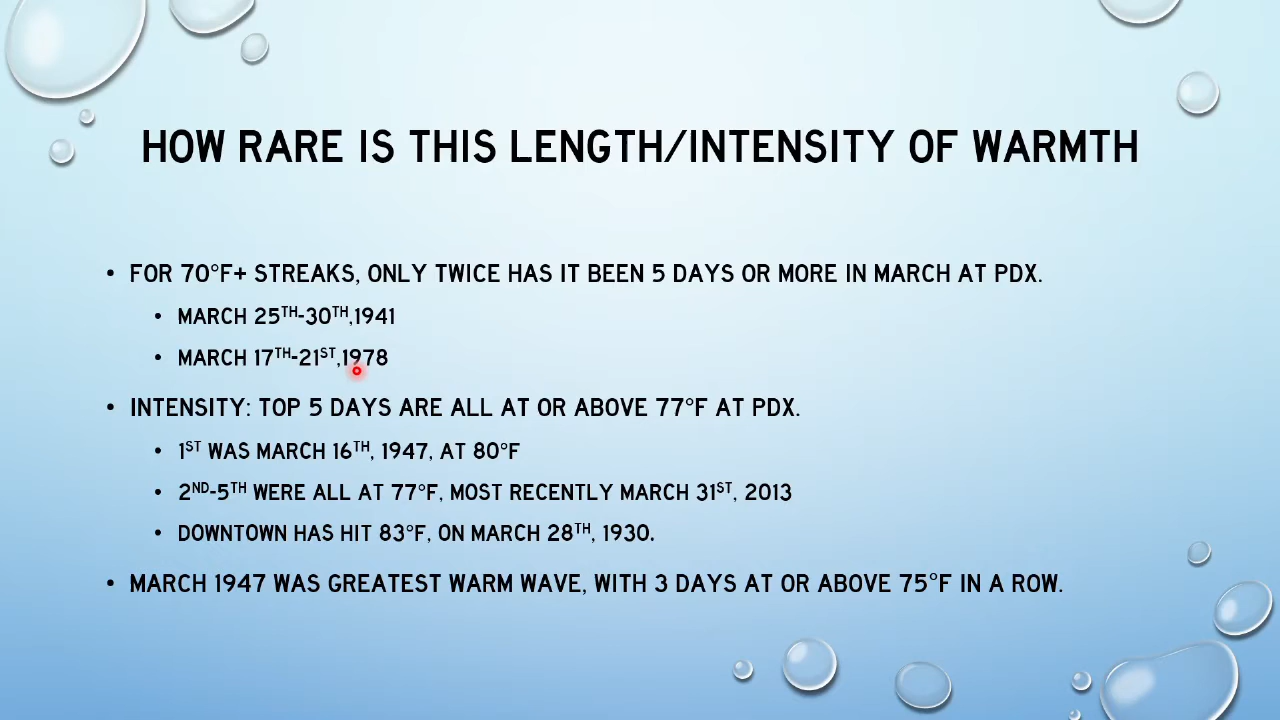 HOW RARE IS THIS LENGTH/INTENSITY OF WARMTH
• FOR 70°F+ STREAKS, ONLY TWICE HAS IT BEEN 5 DAYS OR MORE IN MARCH AT PDX.
• MARCH 25TH-30TH,1941
• MARCH 17TH-21ST,1978
• INTENSITY: TOP 5 DAYS ARE ALL AT OR ABOVE 77°F AT PDX.
• 1ST WAS MARCH 16TH, 1947, AT 80°F
• 2ND-5TH WERE ALL AT 77°F, MOST RECENTLY MARCH 31ST, 2013
• DOWNTOWN HAS HIT 83°F, ON MARCH 28TH, 1930.
• MARCH 1947 WAS GREATEST WARM WAVE, WITH 3 DAYS AT OR ABOVE 75°F IN A ROW.